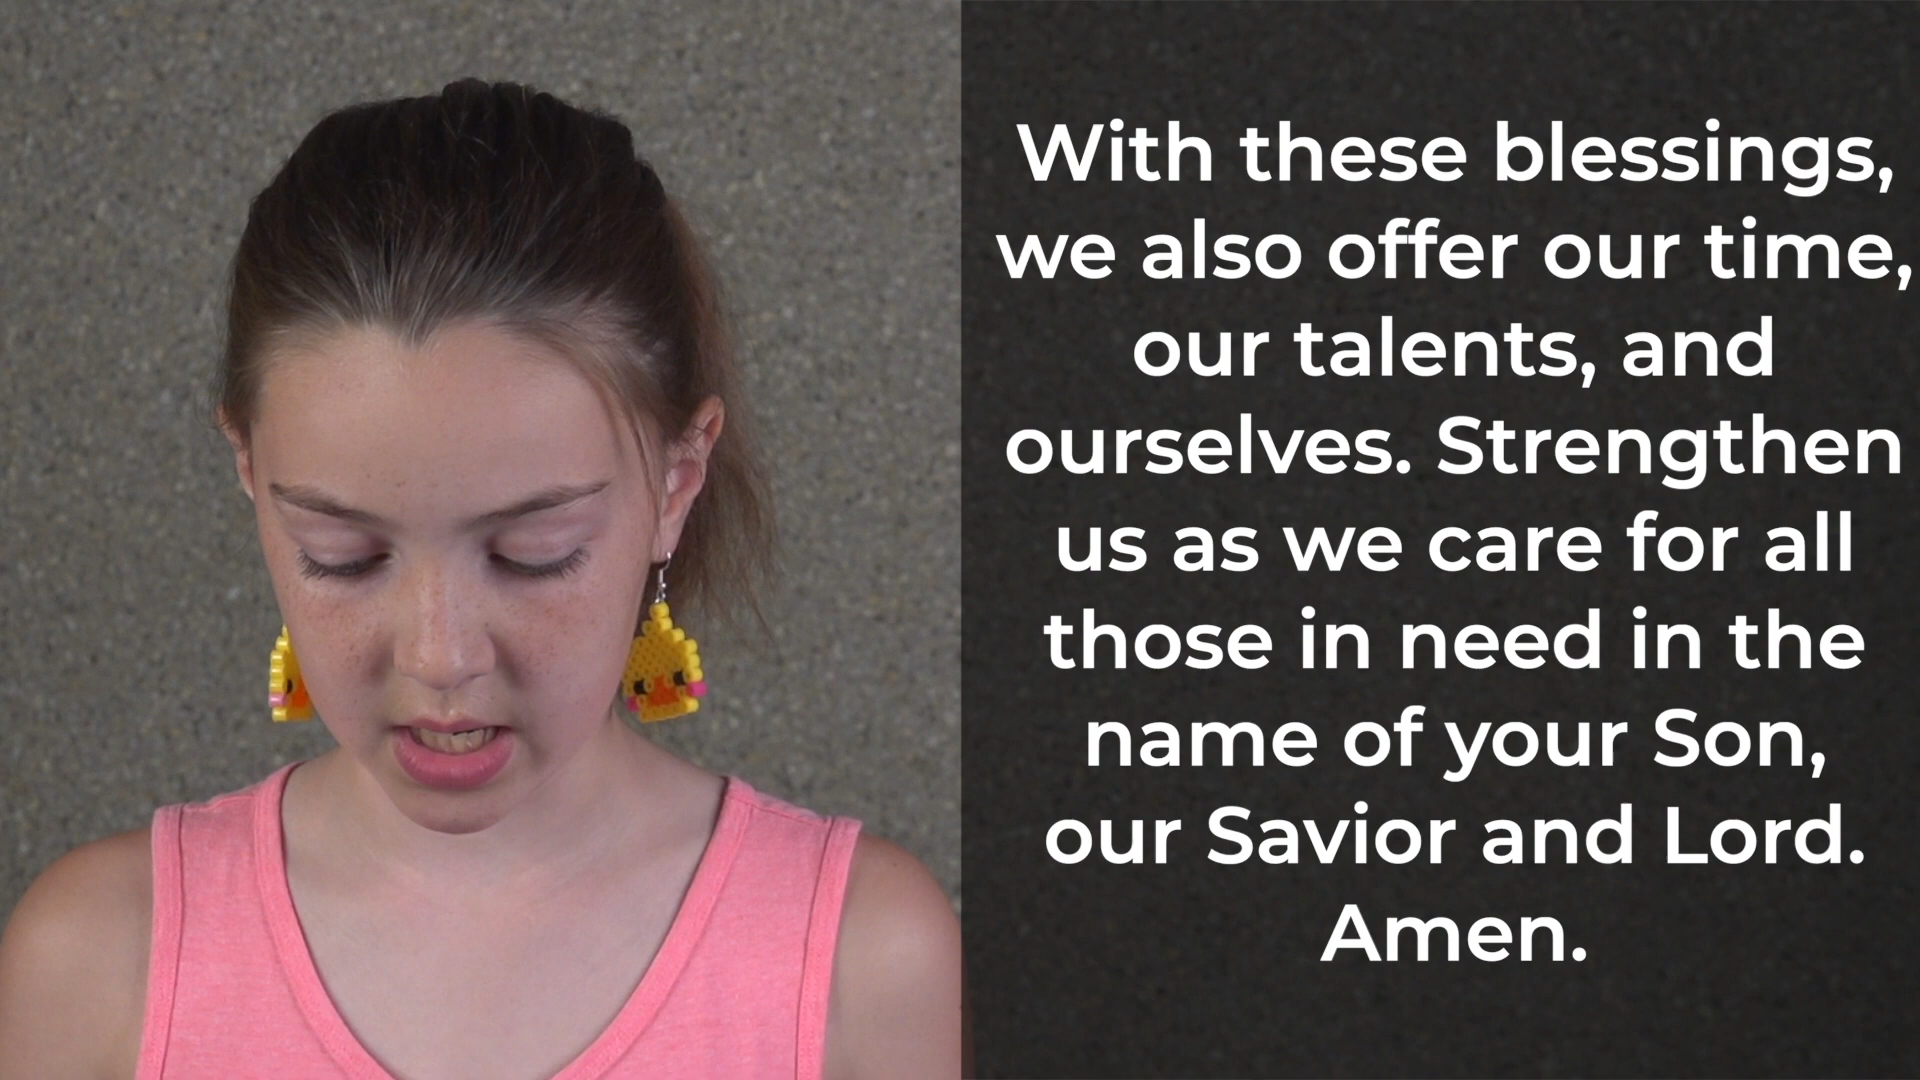 With these blessings,
we also offer our time,
our talents, and
ourselves. Strengthen
us as we care for all
those in need in the
name of your Son,
our Savior and Lord.
Amen.